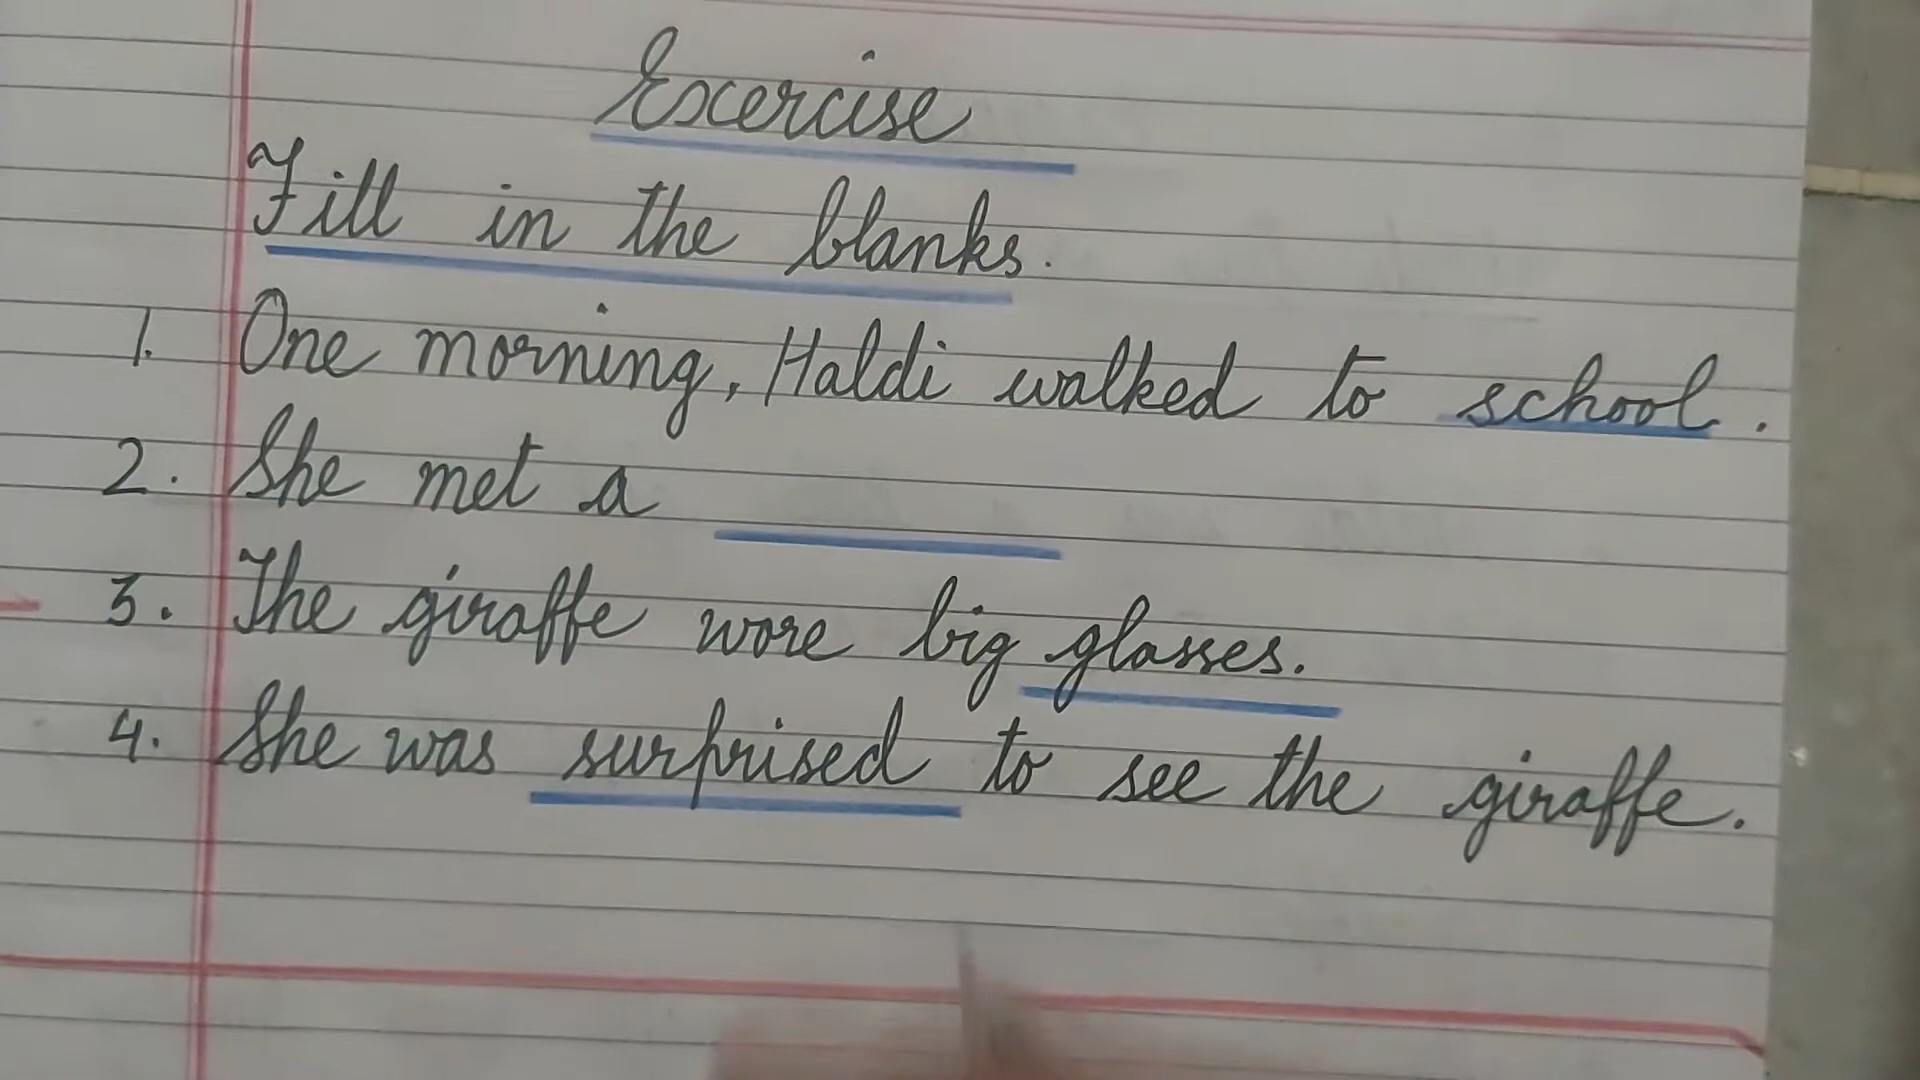 Exercise
Fill in the blanks.
1. One morning, Haldi walked to school.
2. She met a
3. The giraffe wore big glasses.
4. She was surprised to see the giraffe.